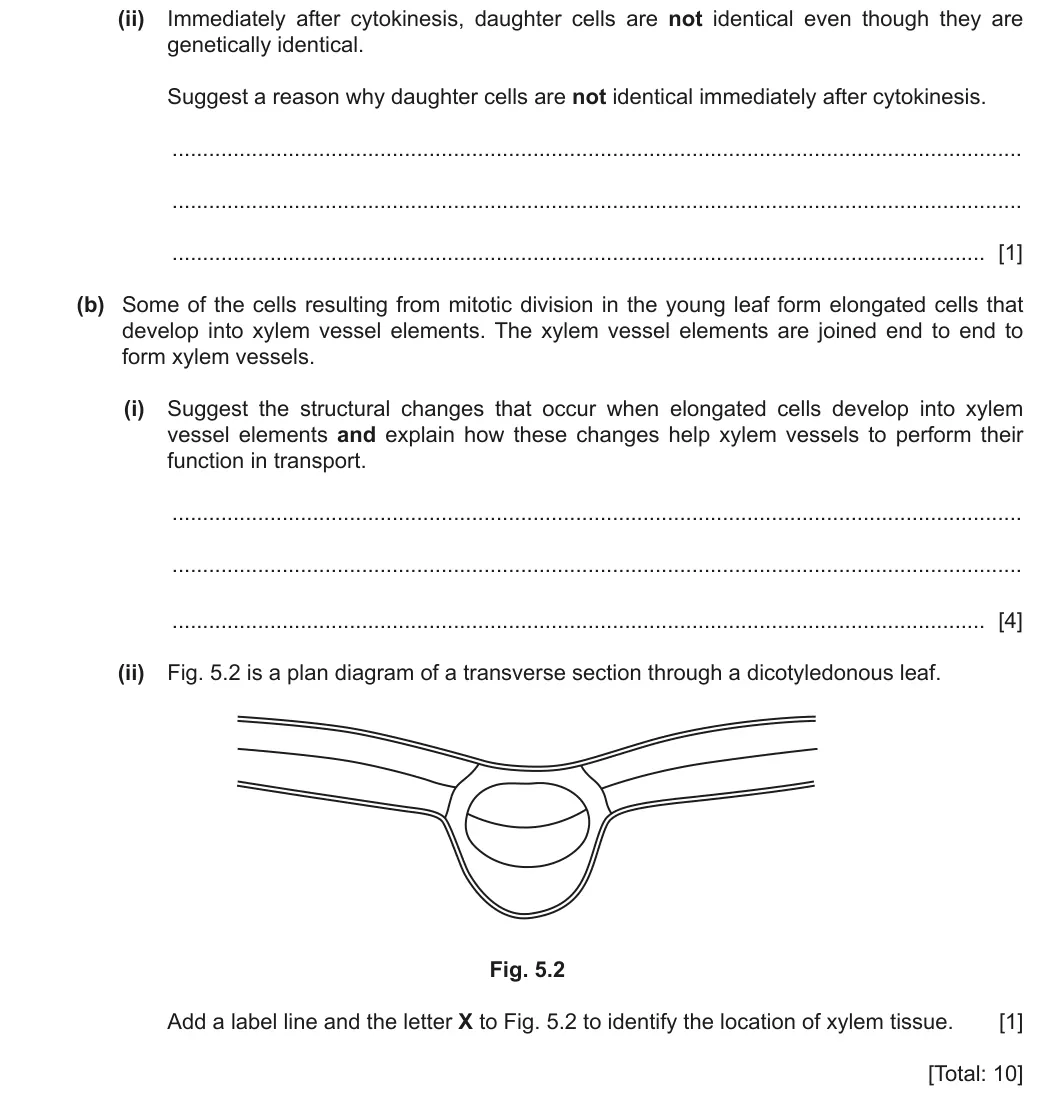 (ii) Immediately after cytokinesis, daughter cells are not identical even though they are
genetically identical.
Suggest a reason why daughter cells are not identical immediately after cytokinesis.
..........................................................................................................................................
..........................................................................................................................................
.................................................................................................................................... [1]
(b) Some of the cells resulting from mitotic division in the young leaf form elongated cells that
develop into xylem vessel elements. The xylem vessel elements are joined end to end to
form xylem vessels.
(i) Suggest the structural changes that occur when elongated cells develop into xylem
vessel elements and explain how these changes help xylem vessels to perform their
function in transport.
..........................................................................................................................................
..........................................................................................................................................
.................................................................................................................................... [4]
(ii) Fig. 5.2 is a plan diagram of a transverse section through a dicotyledonous leaf.
Fig. 5.2
Add a label line and the letter X to Fig. 5.2 to identify the location of xylem tissue. [1]
[Total: 10]